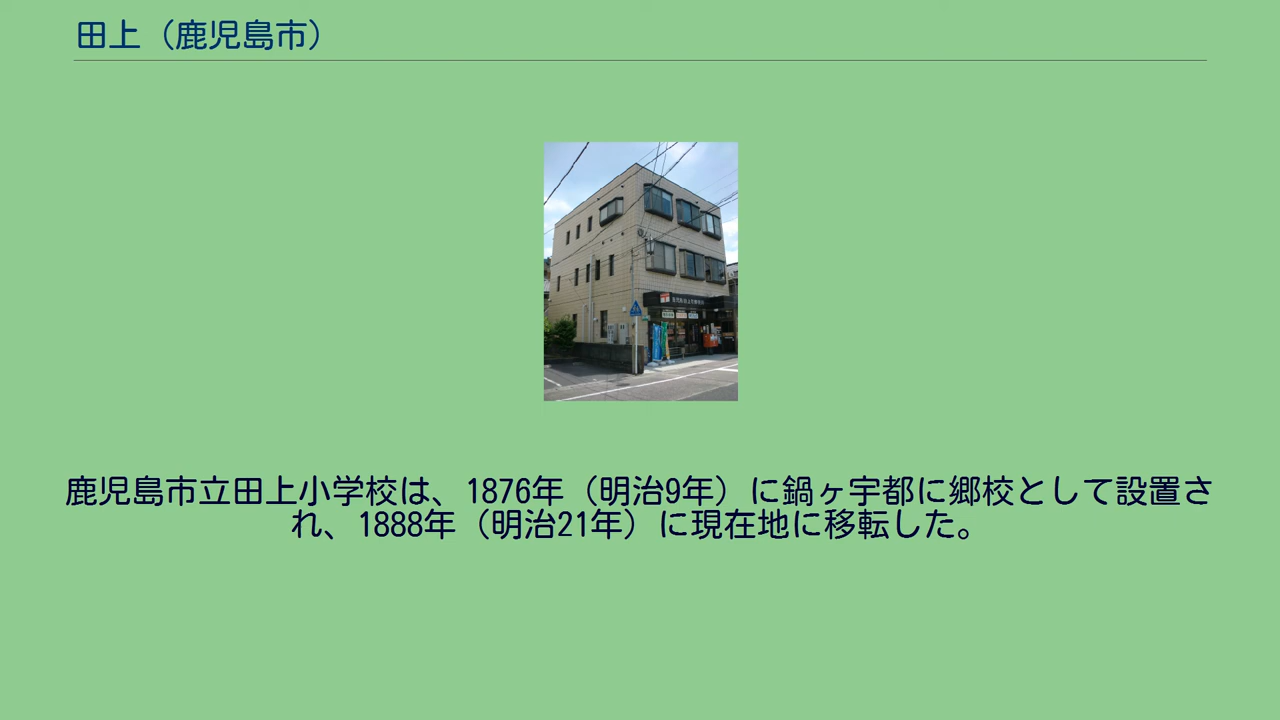 田上（鹿児島市）
鹿児島市立田上小学校は、1876年（明治9年）に鍋ヶ宇都に郷校として設置さ
れ、1888年（明治21年）に現在地に移転した。